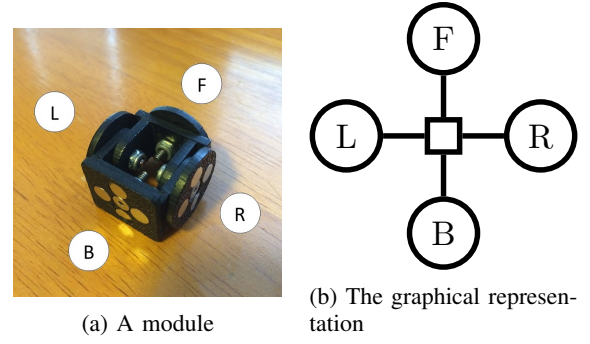 F
L
R
B
(a) A module
F
L
R
B
(b) The graphical represen-
tation